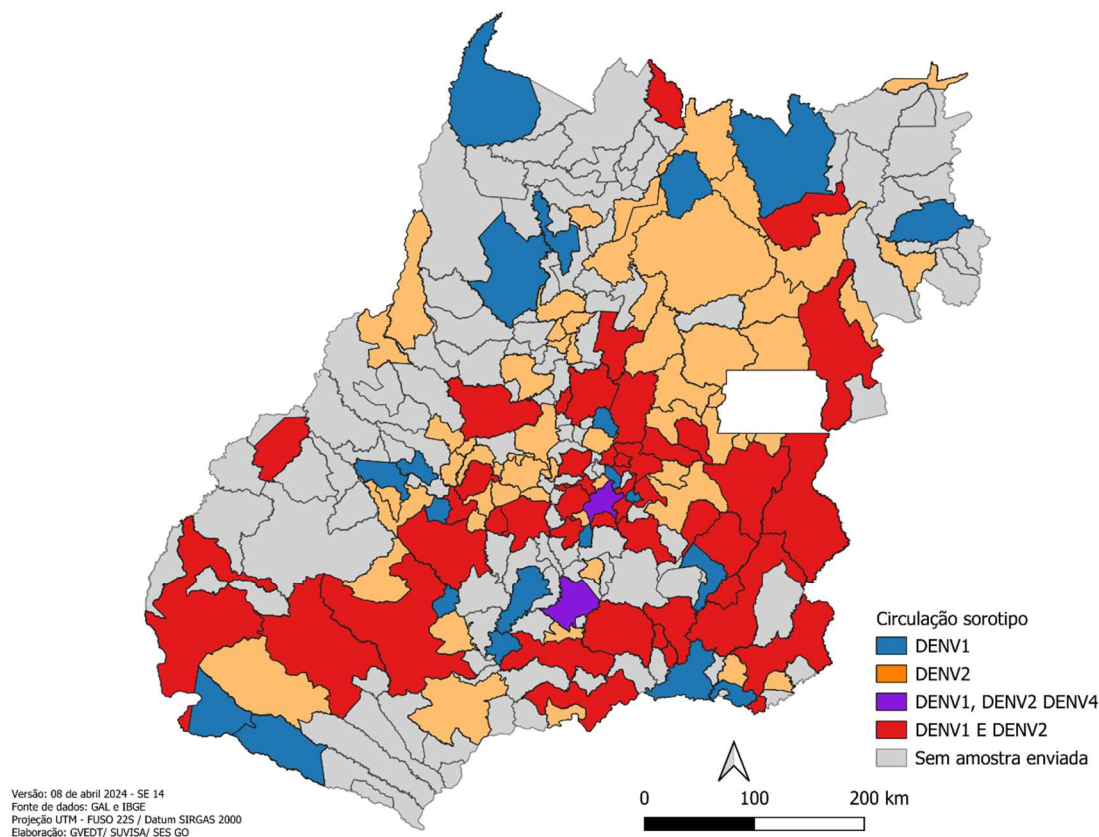 Circulação sorotipo
DENV1
DENV2
DENV1, DENV2 DENV4
DENV1 E DENV2
Sem amostra enviada
0 100 200 km
Versão: 08 de abril 2024 - SE 14
Fonte de dados: GAL e IBGE
Projeção UTM - FUSO 22S / Datum SIRGAS 2000
Elaboração: GVEDT/ SUVISA/ SES GO